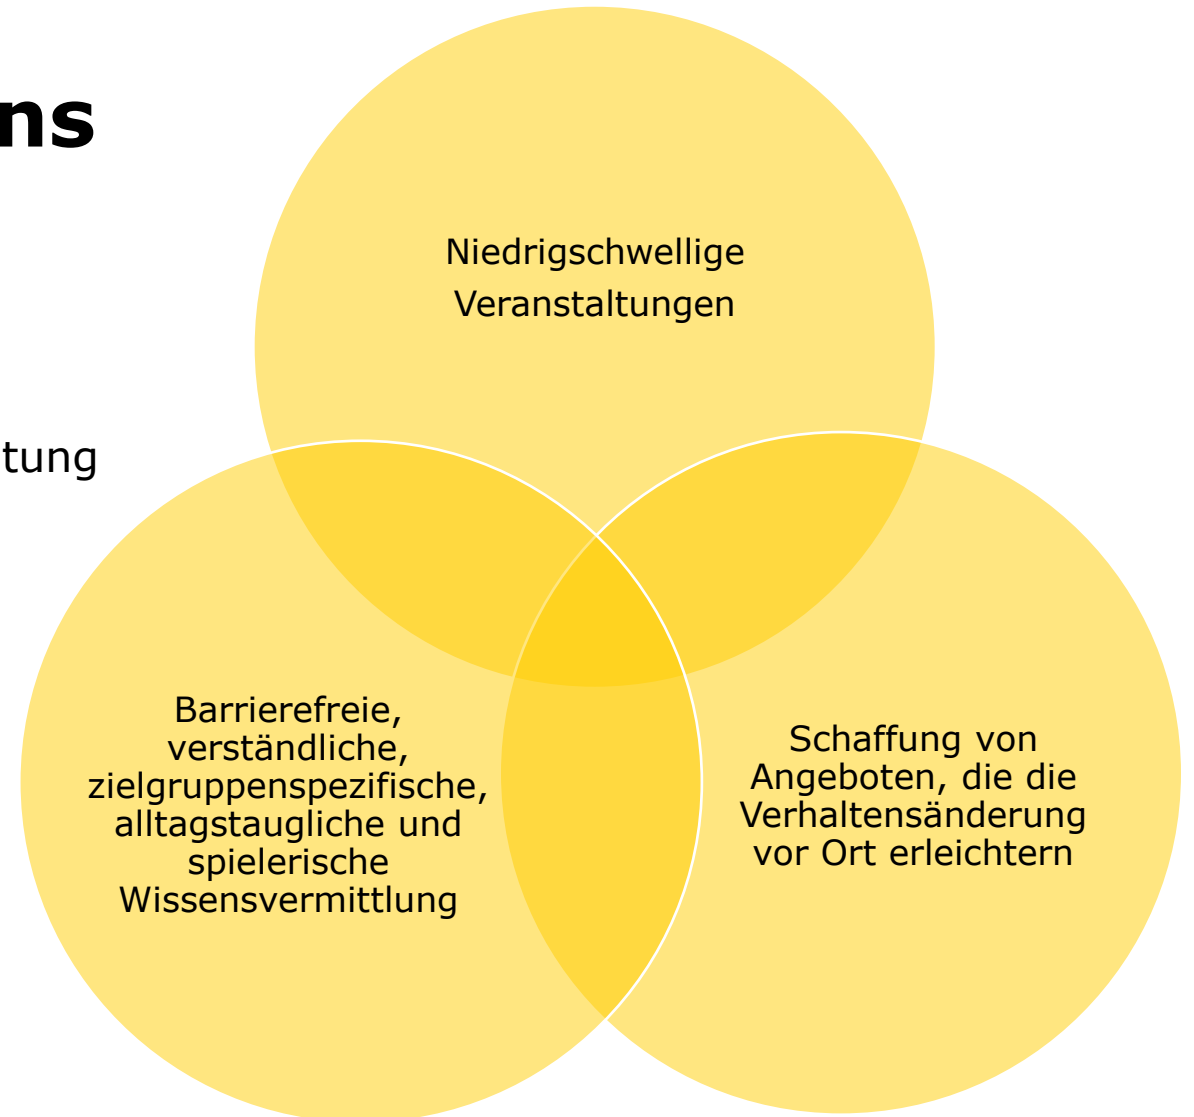 ns
Niedrigschwellige
Veranstaltungen
tung
Barrierefreie,
verständliche,
zielgruppenspezifische,
alltagstaugliche und
spielerische
Wissensvermittlung
Schaffung von
Angeboten, die die
Verhaltensänderung
vor Ort erleichtern